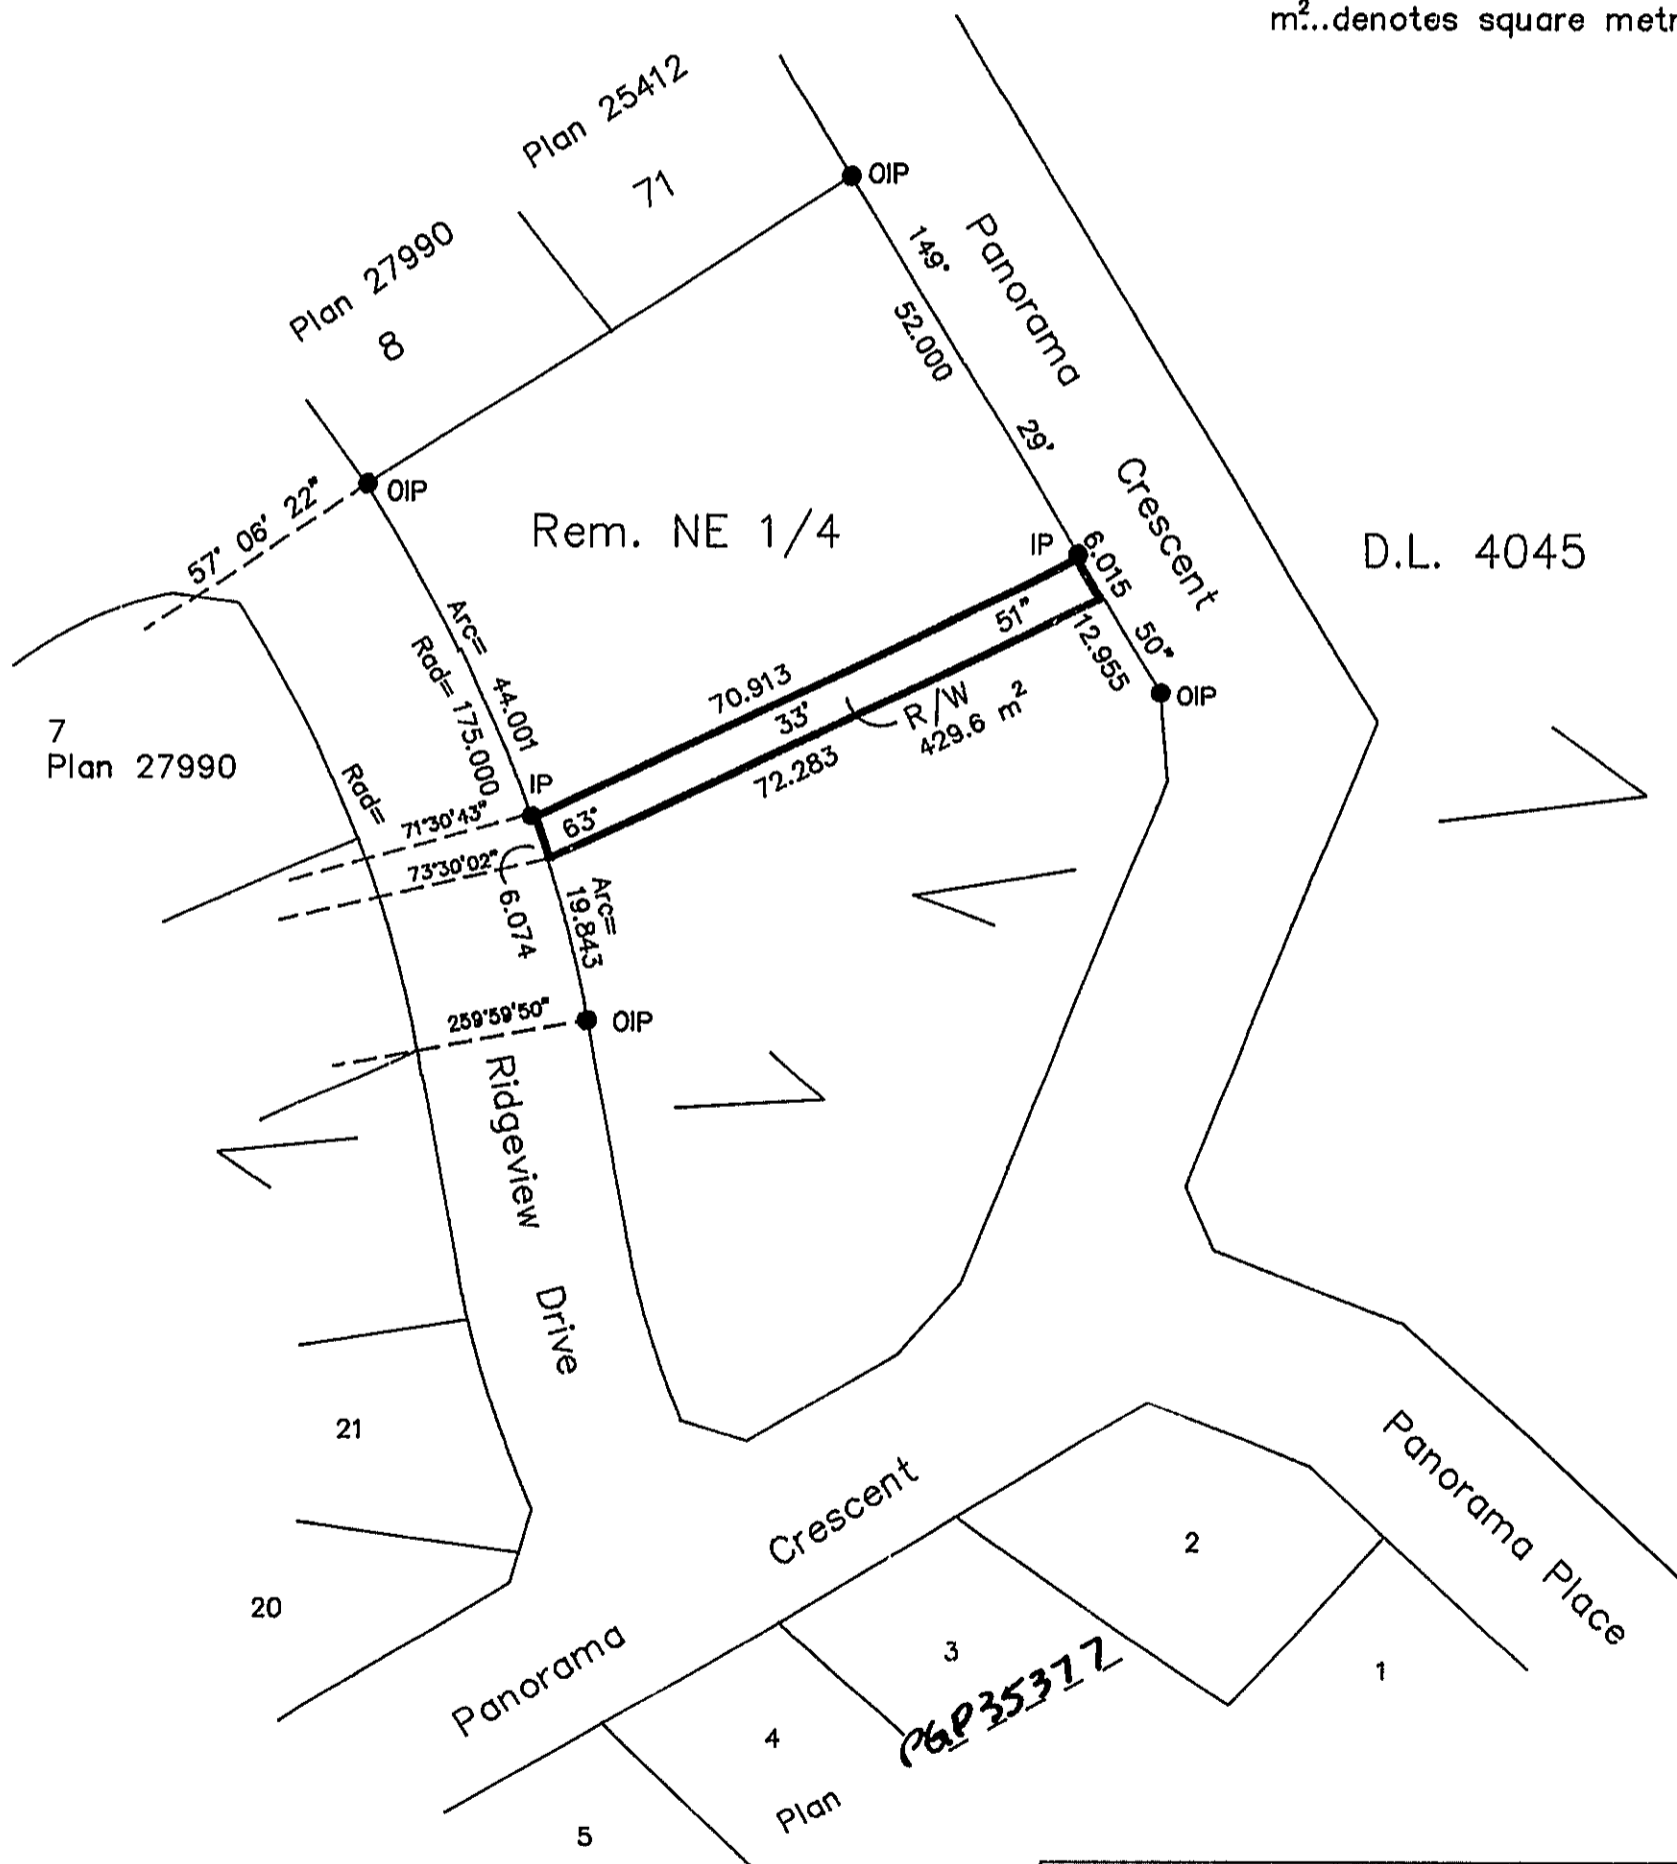 m²...denotes square metr
Plan 25412
71
OIP
Plan 27990
8
149°
Panorama
52.000
29'
Crescent
57° 06' 22"
OIP
Rem. NE 1/4
IP
6.015
D.L. 4045
51"
12.955
50"
OIP
Arc=
44.001
Rad= 175.000
70.913
33'
R/W
429.6 m²
72.283
7
Plan 27990
Rad=
IP
71°30'43"
63°
73°30'02"
6.074
Arc=
19.843
259°59'50"
OIP
Ridgeview
Drive
21
20
Crescent
Panorama
Panorama Place
2
3
1
4
PGP35377
Plan
5